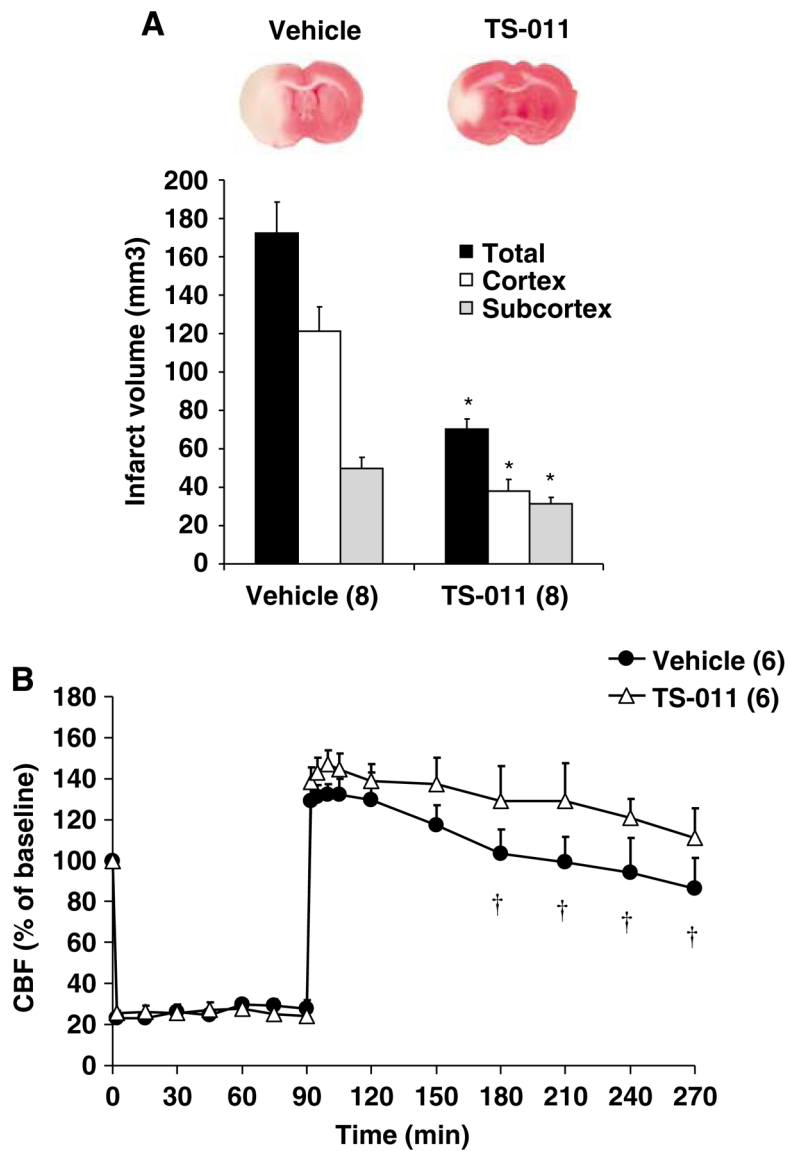 A
Vehicle TS-011
200
180
160
140
120
100
80
60
40
20
0
Infarct volume (mm3)
Total
Cortex
Subcortex
*
* *
Vehicle (8) TS-011 (8)
B
Vehicle (6)
TS-011 (6)
180
160
140
120
100
80
60
40
20
0
CBF (% of baseline)
† † † †
0 30 60 90 120 150 180 210 240 270
Time (min)